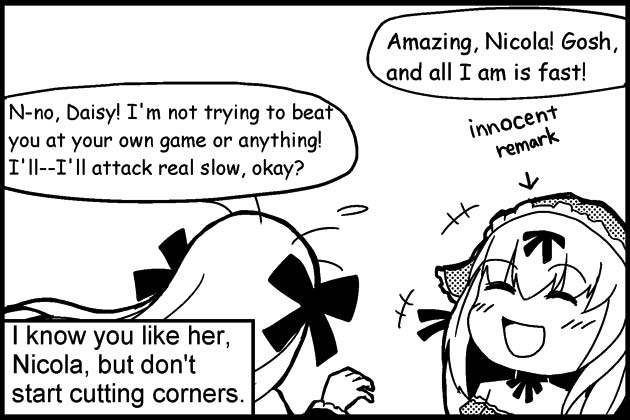 Amazing, Nicola! Gosh,
and all I am is fast!
innocent
remark
N-no, Daisy! I'm not trying to beat
you at your own game or anything!
I'll--I'll attack real slow, okay?
I know you like her,
Nicola, but don't
start cutting corners.